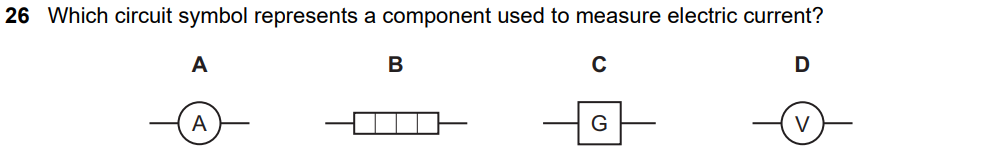 26 Which circuit symbol represents a component used to measure electric current?
A B C D
A G V